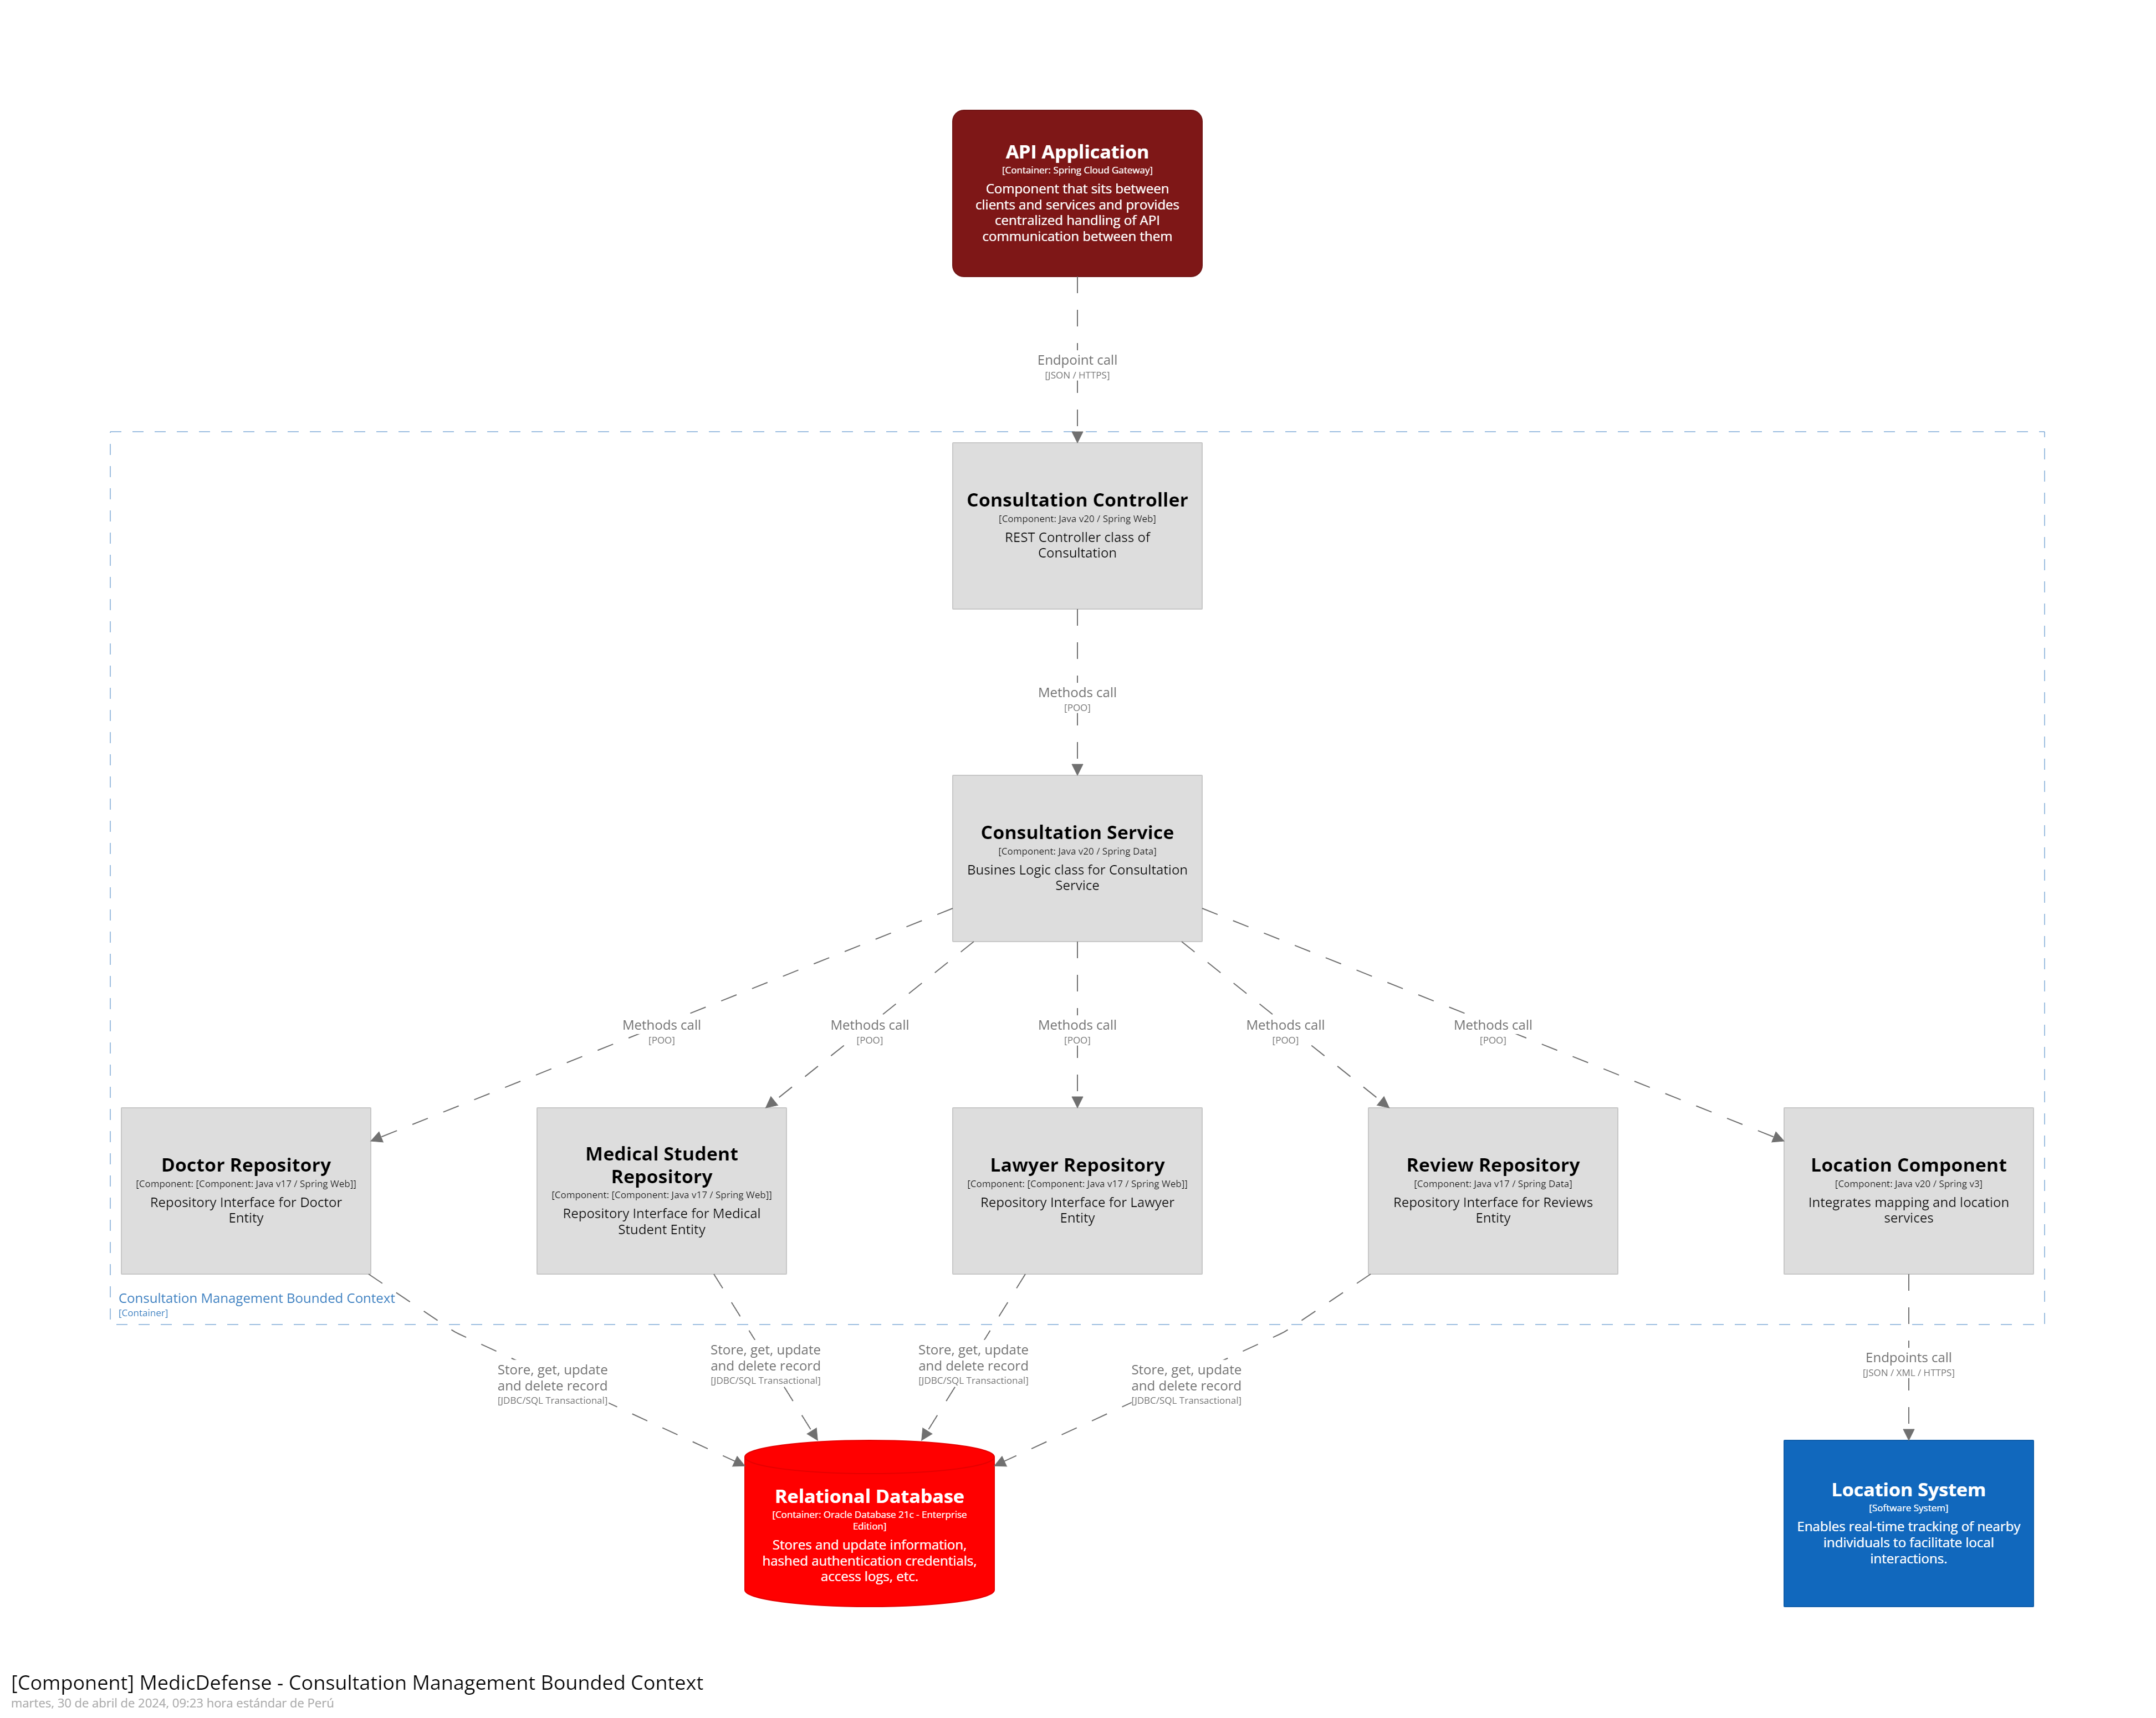 API Application
[Container: Spring Cloud Gateway]
Component that sits between
clients and services and provides
centralized handling of API
communication between them
Endpoint call
[JSON / HTTPS]
Consultation Controller
[Component: Java v20 / Spring Web]
REST Controller class of
Consultation
Methods call
[POO]
Consultation Service
[Component: Java v20 / Spring Data]
Busines Logic class for Consultation
Service
Methods call
[POO]
Methods call
[POO]
Methods call
[POO]
Methods call
[POO]
Methods call
[POO]
Doctor Repository
[Component: [Component: Java v17 / Spring Web]]
Repository Interface for Doctor
Entity
Medical Student
Repository
[Component: [Component: Java v17 / Spring Web]]
Repository Interface for Medical
Student Entity
Lawyer Repository
[Component: [Component: Java v17 / Spring Web]]
Repository Interface for Lawyer
Entity
Review Repository
[Component: Java v17 / Spring Data]
Repository Interface for Reviews
Entity
Location Component
[Component: Java v20 / Spring v3]
Integrates mapping and location
services
Consultation Management Bounded Context
[Container]
Store, get, update
and delete record
[JDBC/SQL Transactional]
Store, get, update
and delete record
[JDBC/SQL Transactional]
Store, get, update
and delete record
[JDBC/SQL Transactional]
Store, get, update
and delete record
[JDBC/SQL Transactional]
Endpoints call
[JSON / XML / HTTPS]
Relational Database
[Container: Oracle Database 21c - Enterprise
Edition]
Stores and update information,
hashed authentication credentials,
access logs, etc.
Location System
[Software System]
Enables real-time tracking of nearby
individuals to facilitate local
interactions.
[Component] MedicDefense - Consultation Management Bounded Context
martes, 30 de abril de 2024, 09:23 hora estándar de Perú